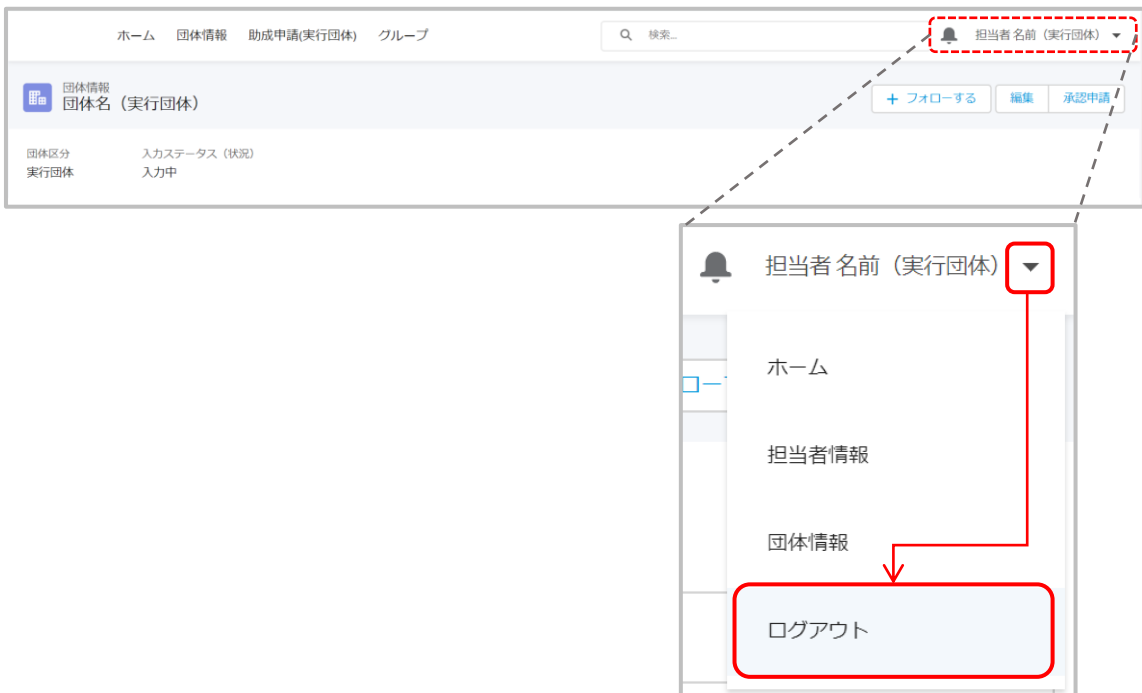 ホーム 団体情報 助成申請(実行団体) グループ 検索... 担当者 名前（実行団体）
団体情報
団体名（実行団体）
+ フォローする 編集 承認申請
団体区分 入力ステータス（状況）
実行団体 入力中
担当者 名前（実行団体）
ロー
ホーム
担当者情報
団体情報
ログアウト